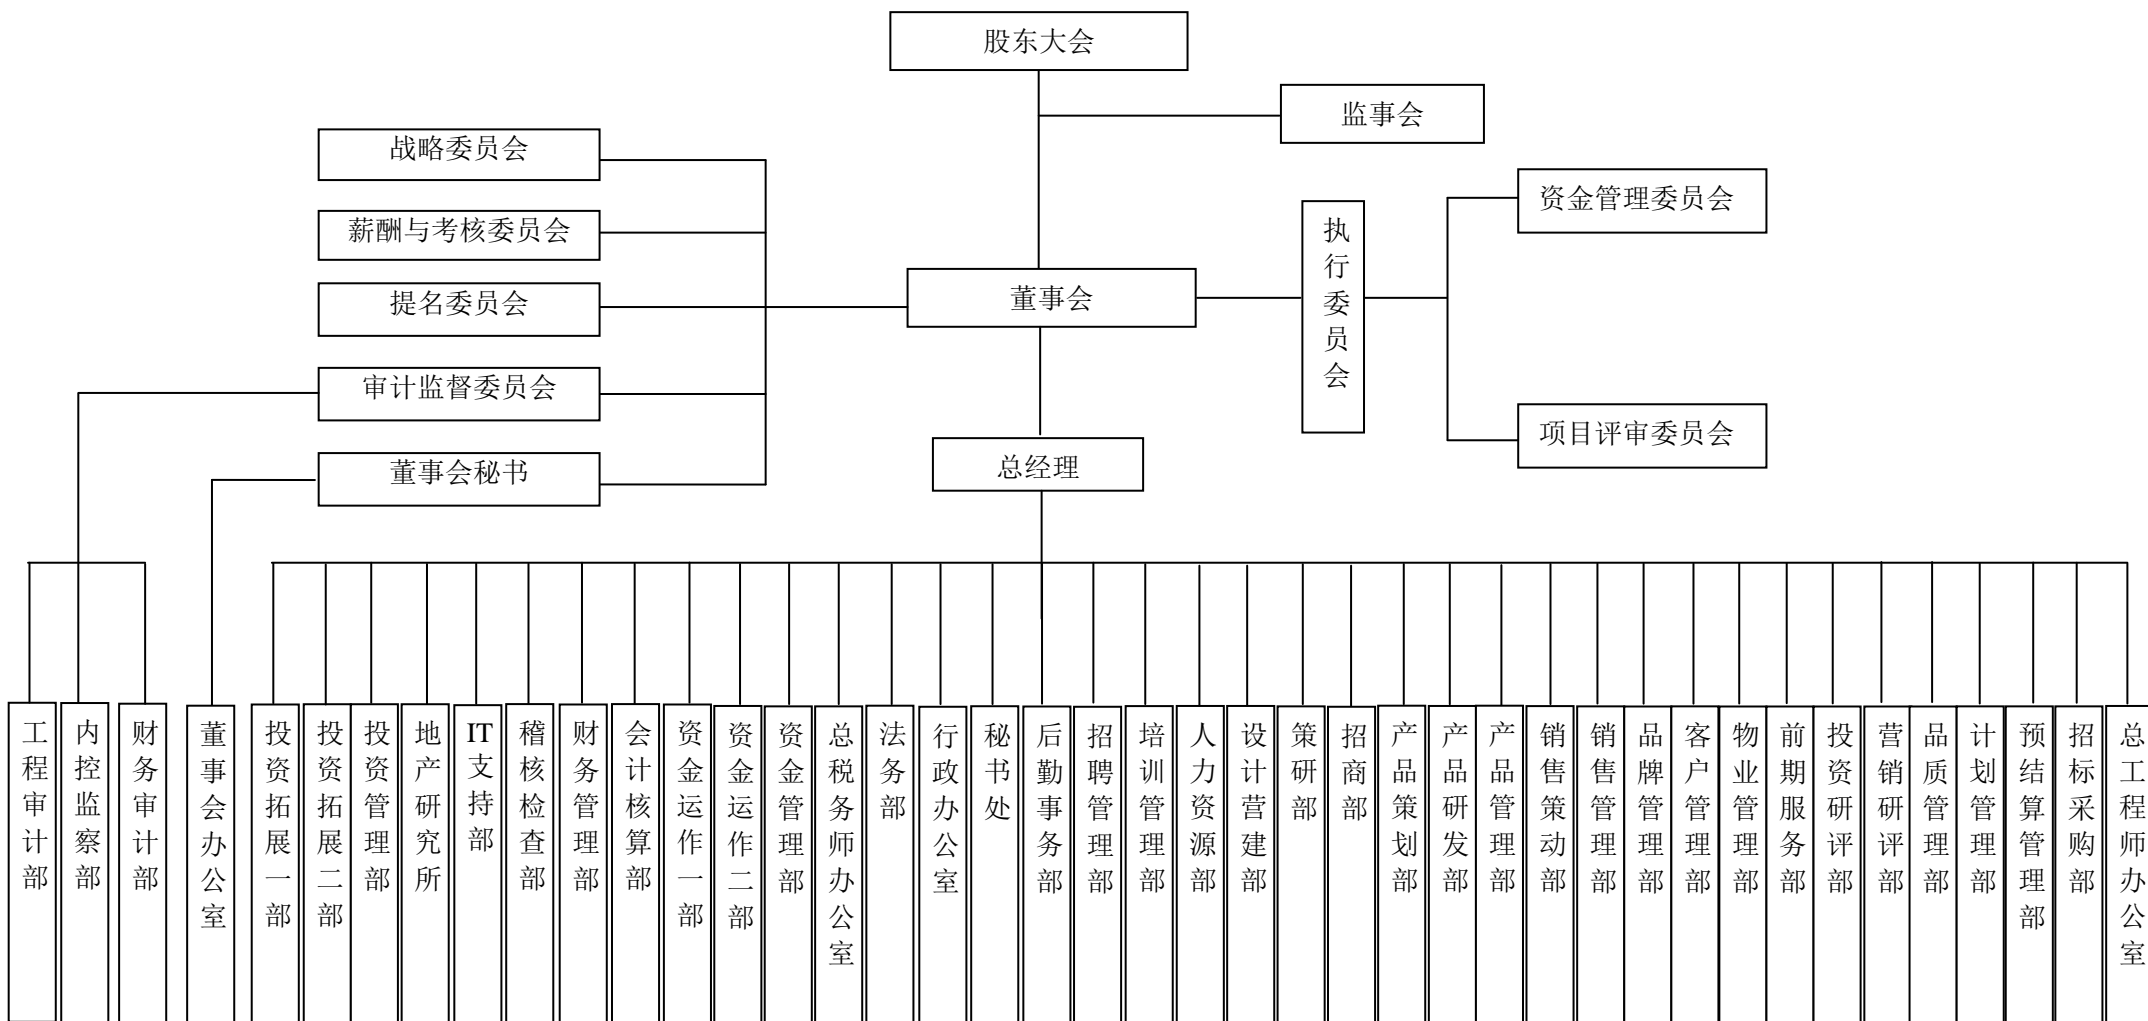 股东大会
监事会
战略委员会
资金管理委员会
薪酬与考核委员会
执行委员会
提名委员会
董事会
审计监督委员会
项目评审委员会
总经理
董事会秘书
工程审计部
内控监察部
财务审计部
董事会办公室
投资拓展一部
投资拓展二部
投资管理部
地产研究所
IT支持部
稽核检查部
财务管理部
会计核算部
资金运作一部
资金运作二部
资金管理部
总税务师办公室
法务部
行政办公室
秘书处
后勤事务部
招聘管理部
培训管理部
人力资源部
设计营建部
策研部
招商部
产品策划部
产品研发部
产品管理部
销售策动部
销售管理部
品牌管理部
客户管理部
物业管理部
前期服务部
投资研评部
营销研评部
品质管理部
计划管理部
预结算管理部
招标采购部
总工程师办公室